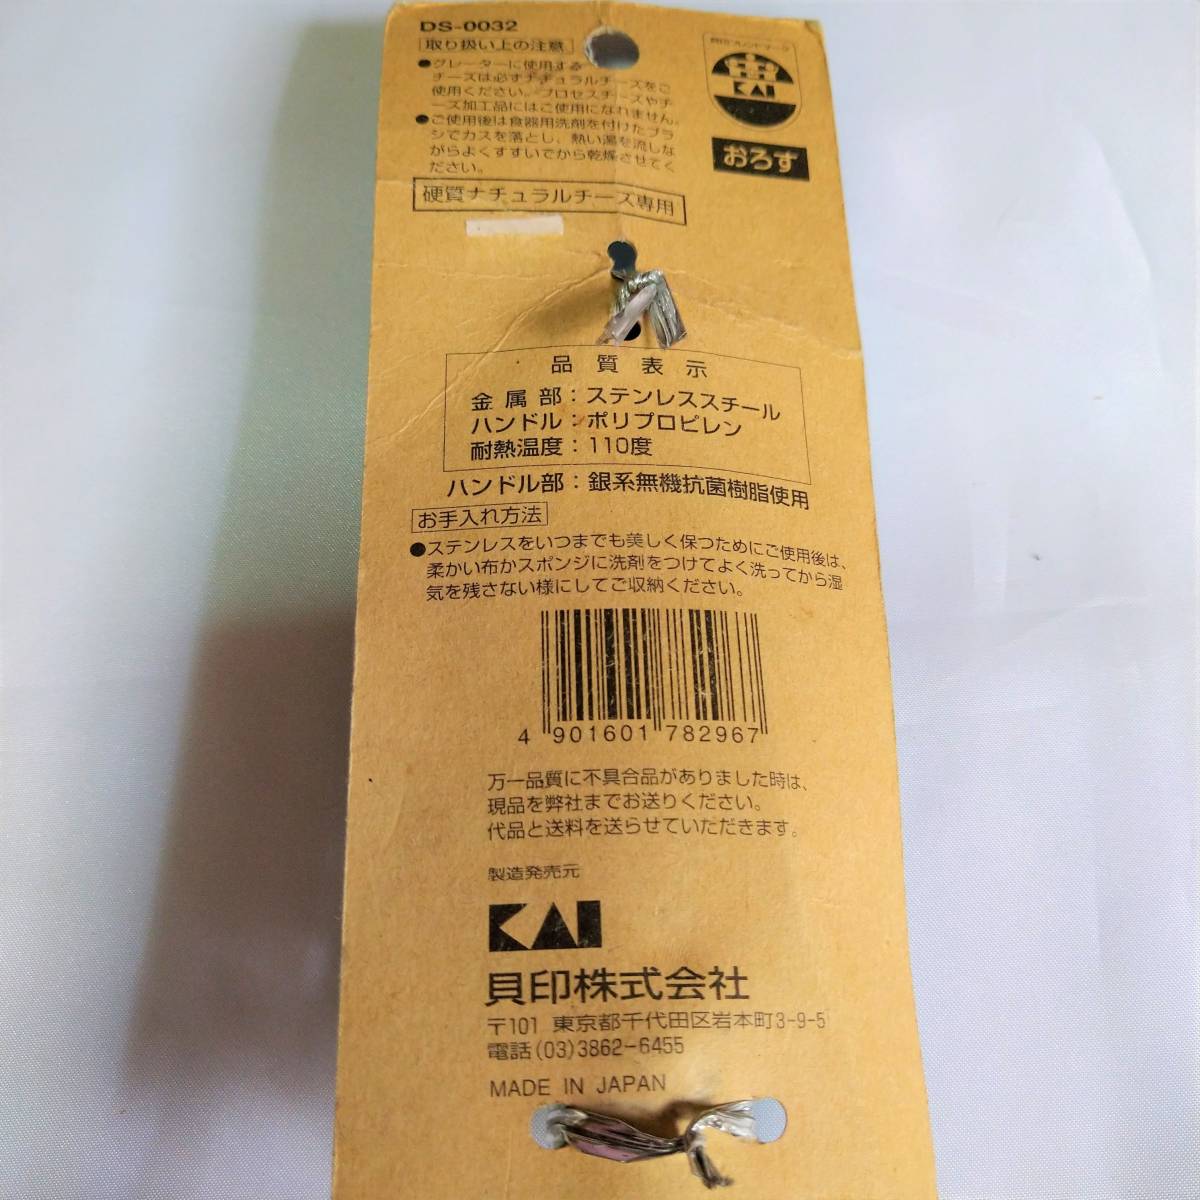 DS-0032
取り扱い上の注意
●グレーターに使用する
チーズは必ずナチュラルチーズをご
使用ください。プロセスチーズやチ
ーズ加工品にはご使用になれません。
●ご使用後は食器用洗剤を付けたブラ
シでカスを落とし、熱い湯を流しな
がらよくすすいでから乾燥させてく
ださい。
硬質ナチュラルチーズ専用
KAI
おろす
品質表示
金属部：ステンレススチール
ハンドル：ポリプロピレン
耐熱温度：110度
ハンドル部：銀系無機抗菌樹脂使用
お手入れ方法
●ステンレスをいつまでも美しく保つためにご使用後は、
柔かい布かスポンジに洗剤をつけてよく洗ってから湿
気を残さない様にしてご収納ください。
4 901601 782967
万一品質に不具合品がありました時は、
現品を弊社までお送りください。
代品と送料を送らせていただきます。
製造発売元
KAI
貝印株式会社
〒101 東京都千代田区岩本町3-9-5
電話(03)3862-6455
MADE IN JAPAN